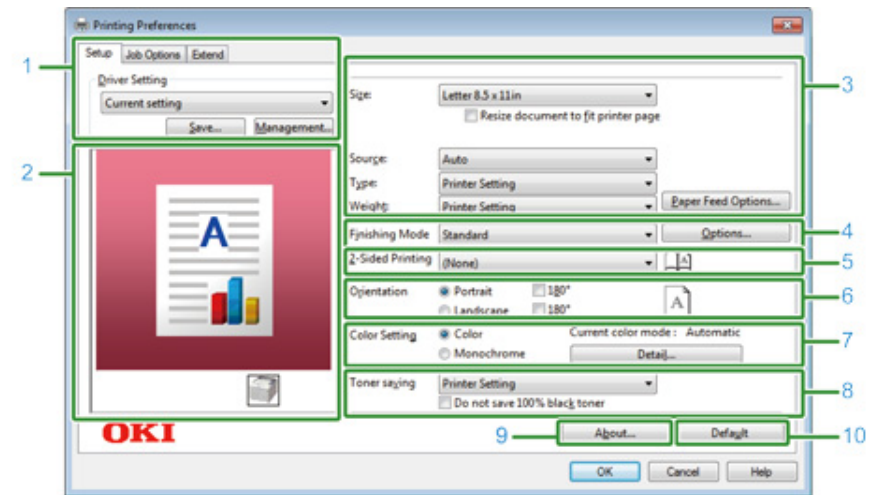 Printing Preferences
Setup Job Options Extend
Driver Setting
Current setting
Save... Management...
1
2
A
OKI
Size: Letter 8.5 x 11in
Resize document to fit printer page
Source: Auto
Type: Printer Setting
Weight: Printer Setting Paper Feed Options...
3
Finishing Mode Standard Options...
4
2-Sided Printing (None) A
5
Orientation Portrait 180°
Landscape 180° A
6
Color Setting Color Current color mode : Automatic
Monochrome Detail...
7
Toner saving Printer Setting
Do not save 100% black toner
8
9 About... Default 10
OK Cancel Help